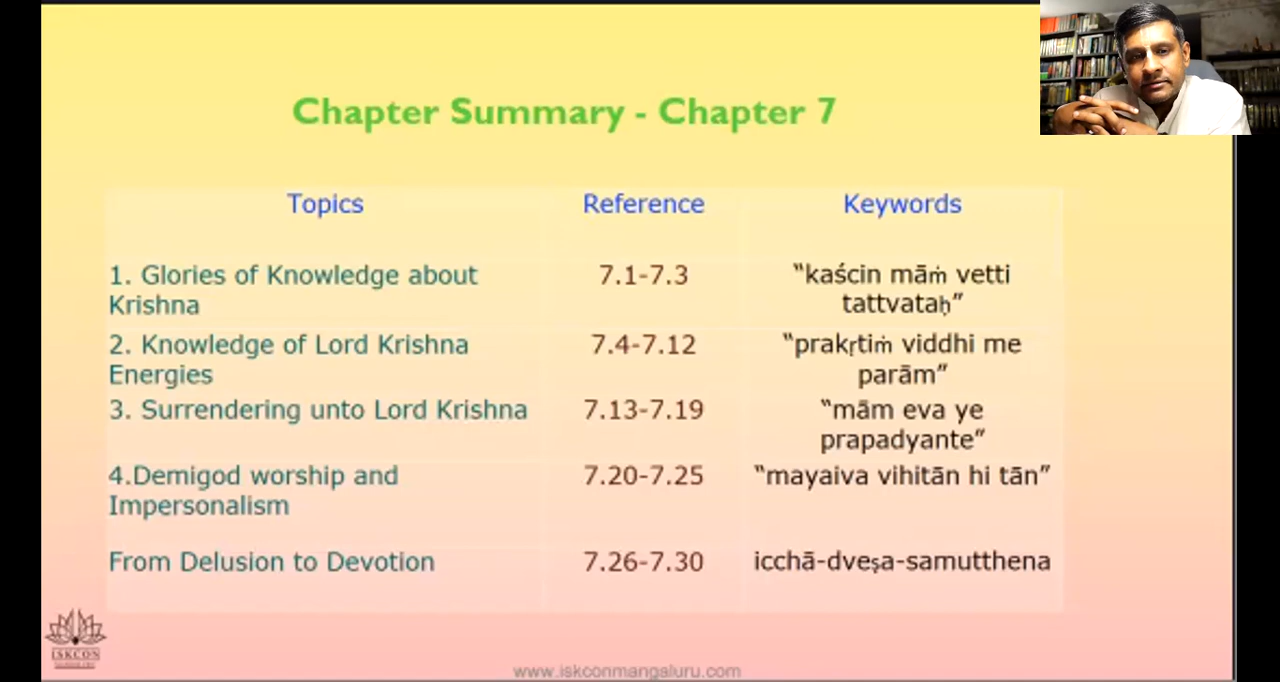 Chapter Summary - Chapter 7
Topics Reference Keywords
1. Glories of Knowledge about 7.1-7.3 “kaścin māṁ vetti
Krishna tattvataḥ”
2. Knowledge of Lord Krishna 7.4-7.12 “prakṛtiṁ viddhi me
Energies parām”
3. Surrendering unto Lord Krishna 7.13-7.19 “mām eva ye
prapadyante”
4.Demigod worship and 7.20-7.25 “mayaiva vihitān hi tān”
Impersonalism
From Delusion to Devotion 7.26-7.30 icchā-dveṣa-samutthena
ISKCON
www.iskconmangaluru.com